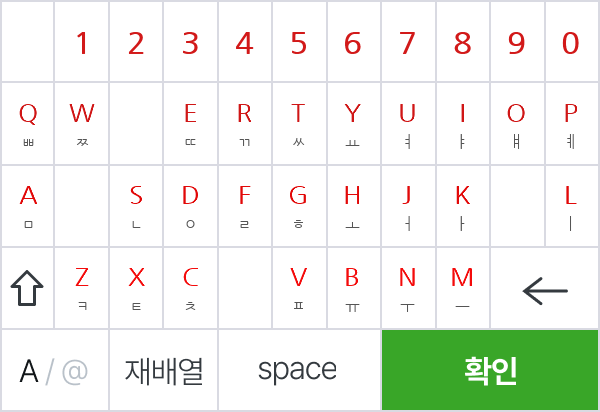 1 2 3 4 5 6 7 8 9 0
Q W E R T Y U I O P
ㅃ ㅉ ㄸ ㄲ ㅆ ㅛ ㅕ ㅑ ㅒ ㅖ
A S D F G H J K L
ㅁ ㄴ ㅇ ㄹ ㅎ ㅗ ㅓ ㅏ ㅣ
Z X C V B N M
ㅋ ㅌ ㅊ ㅍ ㅠ ㅜ ㅡ
A / @ 재배열 space 확인